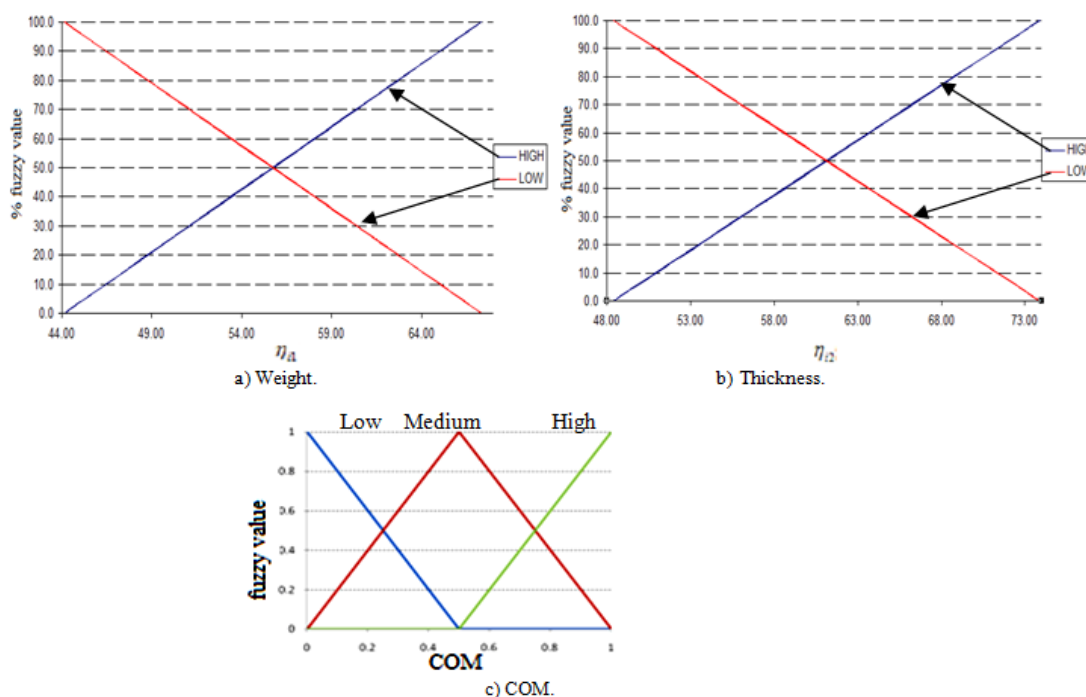 % fuzzy value
100.0
90.0
80.0
70.0
60.0
50.0
40.0
30.0
20.0
10.0
0.0
44.00 49.00 54.00 59.00 64.00
HIGH
LOW
η_i1
a) Weight.
% fuzzy value
100.0
90.0
80.0
70.0
60.0
50.0
40.0
30.0
20.0
10.0
0.0
48.00 53.00 58.00 63.00 68.00 73.00
HIGH
LOW
η_i2
b) Thickness.
Low Medium High
fuzzy value
1
0.8
0.6
0.4
0.2
0
0 0.2 0.4 0.6 0.8 1
COM
c) COM.